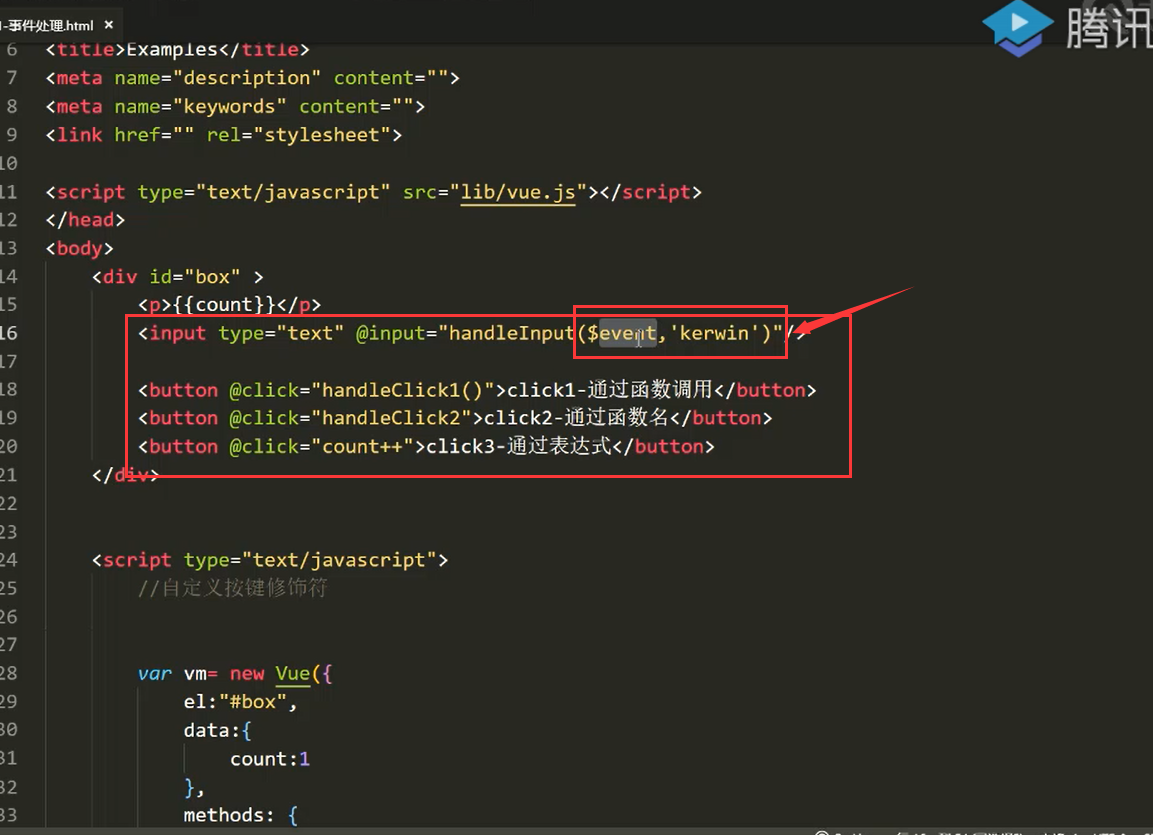 1-事件处理.html ×
腾讯
6 <title>Examples</title>
7 <meta name="description" content="">
8 <meta name="keywords" content="">
9 <link href="" rel="stylesheet">
10
11 <script type="text/javascript" src="lib/vue.js"></script>
12 </head>
13 <body>
14 <div id="box" >
15 <p>{{count}}</p>
16 <input type="text" @input="handleInput($event,'kerwin')"/>
17
18 <button @click="handleClick1()">click1-通过函数调用</button>
19 <button @click="handleClick2">click2-通过函数名</button>
20 <button @click="count++">click3-通过表达式</button>
21 </div>
22
23
24 <script type="text/javascript">
25 //自定义按键修饰符
26
27
28 var vm= new Vue({
29 el:"#box",
30 data:{
31 count:1
32 },
33 methods: {